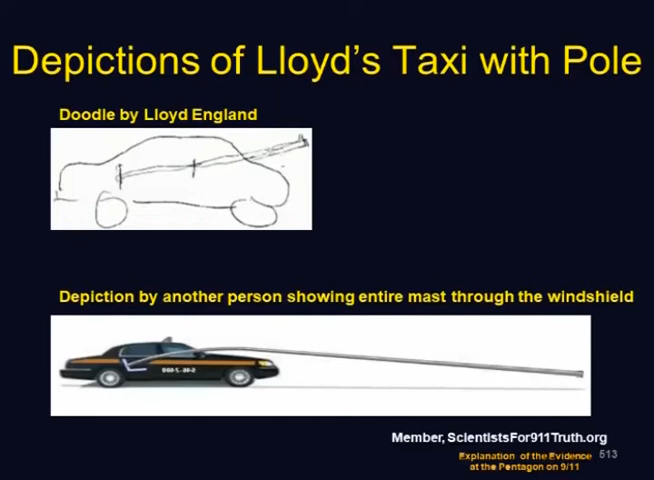 Depictions of Lloyd's Taxi with Pole
Doodle by Lloyd England
Depiction by another person showing entire mast through the windshield
Member, ScientistsFor911Truth.org
Explanation of the Evidence 513
at the Pentagon on 9/11